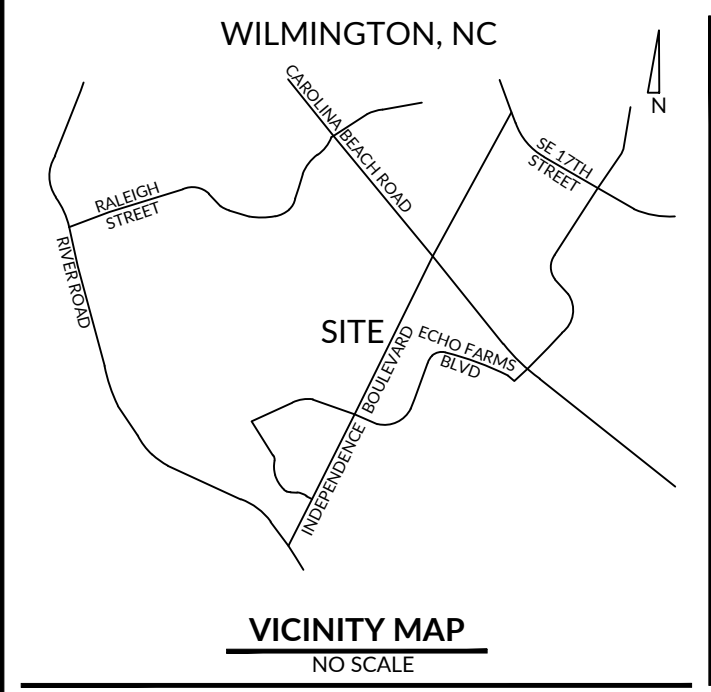 WILMINGTON, NC
N
CAROLINA BEACH ROAD
SE 17TH
STREET
RALEIGH
STREET
RIVER ROAD
SITE
ECHO FARMS
BLVD
INDEPENDENCE BOULEVARD
VICINITY MAP
NO SCALE